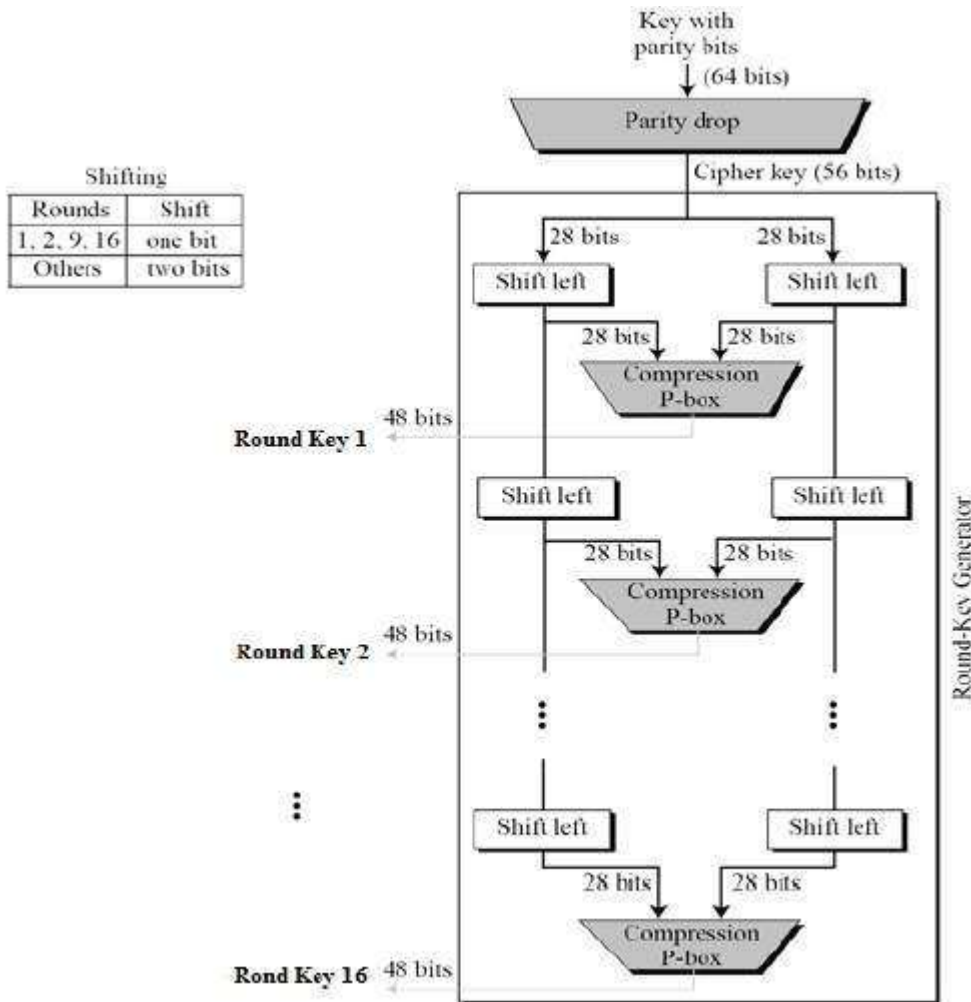 Key with
parity bits
(64 bits)
Parity drop
Cipher key (56 bits)
Shifting
Rounds Shift
1, 2, 9, 16 one bit
Others two bits
28 bits 28 bits
Shift left Shift left
28 bits 28 bits
Compression
P-box
48 bits
Round Key 1
Shift left Shift left
28 bits 28 bits
Compression
P-box
48 bits
Round Key 2
Round-Key Generator
Shift left Shift left
28 bits 28 bits
Compression
P-box
Rond Key 16 48 bits